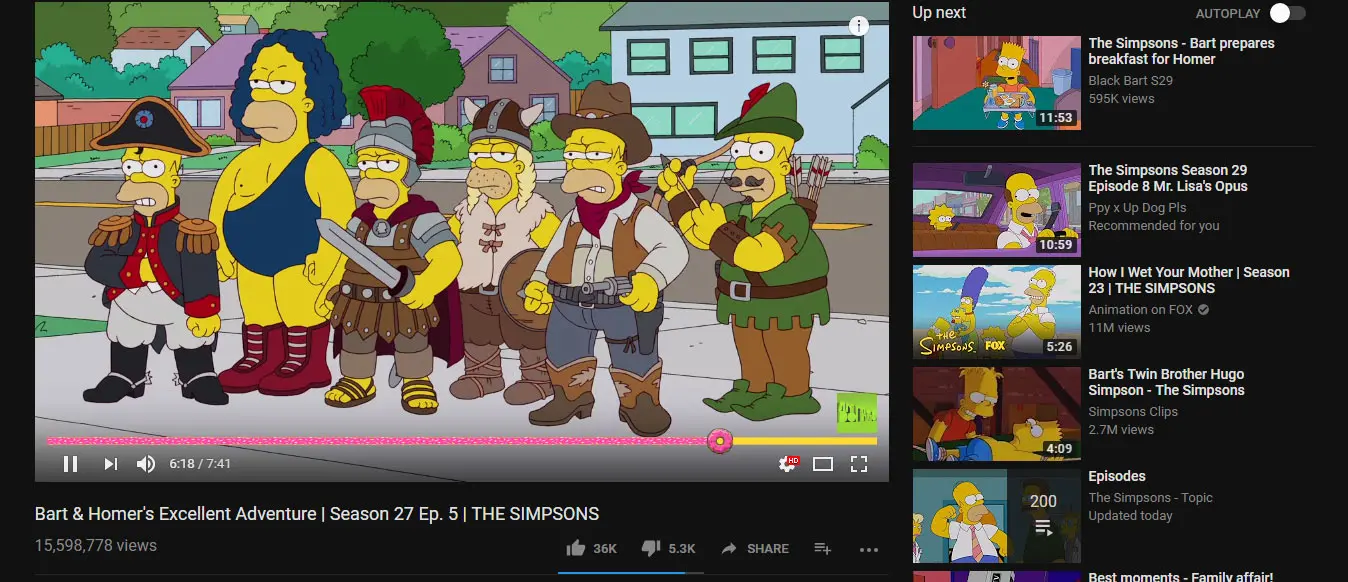 Up next
AUTOPLAY
The Simpsons - Bart prepares
breakfast for Homer
Black Bart S29
595K views
11:53
The Simpsons Season 29
Episode 8 Mr. Lisa's Opus
Ppy x Up Dog Pls
Recommended for you
10:59
How I Wet Your Mother | Season
23 | THE SIMPSONS
Animation on FOX
11M views
THE
SIMPSONS
FOX
5:26
Bart's Twin Brother Hugo
Simpson - The Simpsons
Simpsons Clips
2.7M views
4:09
Episodes
The Simpsons - Topic
Updated today
200
Best moments - Family affair!
6:18 / 7:41
HD
Bart & Homer's Excellent Adventure | Season 27 Ep. 5 | THE SIMPSONS
15,598,778 views
36K
5.3K
SHARE